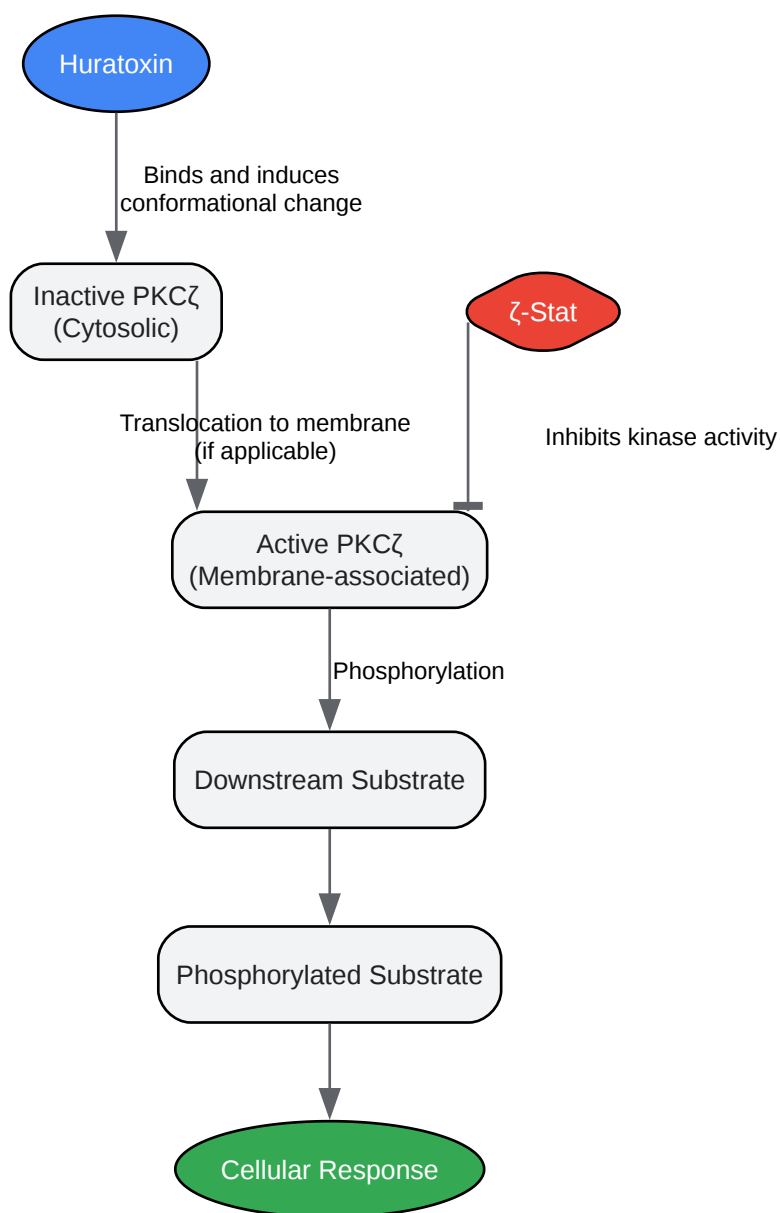 Huratoxin
Binds and induces
conformational change
Inactive PKCζ
(Cytosolic)
ζ-Stat
Translocation to membrane
(if applicable)
Inhibits kinase activity
Active PKCζ
(Membrane-associated)
Phosphorylation
Downstream Substrate
Phosphorylated Substrate
Cellular Response